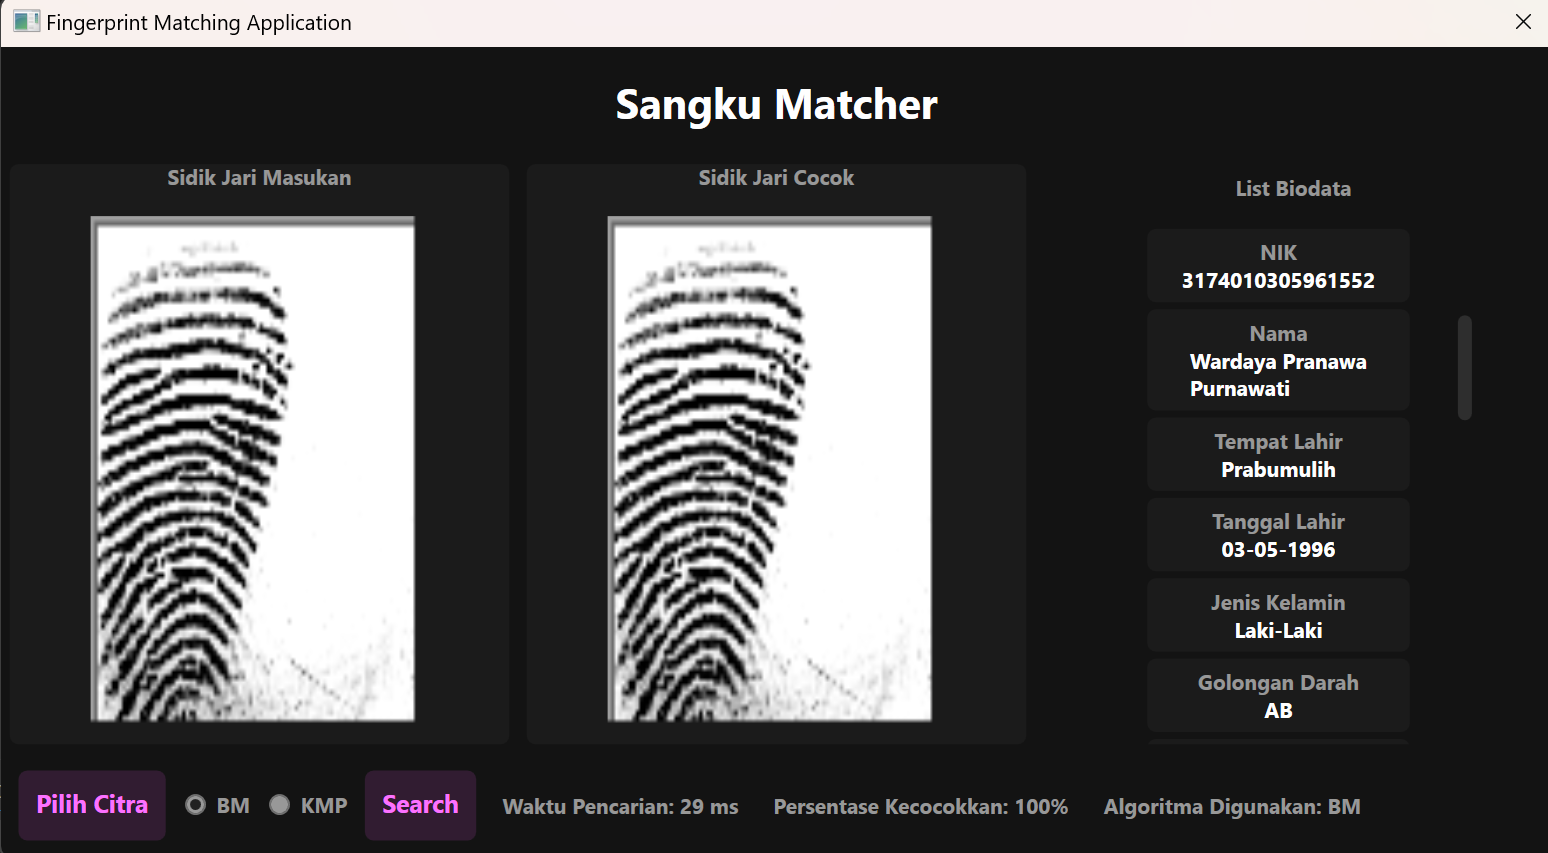 Fingerprint Matching Application
Sangku Matcher
Sidik Jari Masukan
Sidik Jari Cocok
List Biodata
NIK
3174010305961552
Nama
Wardaya Pranawa
Purnawati
Tempat Lahir
Prabumulih
Tanggal Lahir
03-05-1996
Jenis Kelamin
Laki-Laki
Golongan Darah
AB
Pilih Citra
BM
KMP
Search
Waktu Pencarian: 29 ms
Persentase Kecocokkan: 100%
Algoritma Digunakan: BM